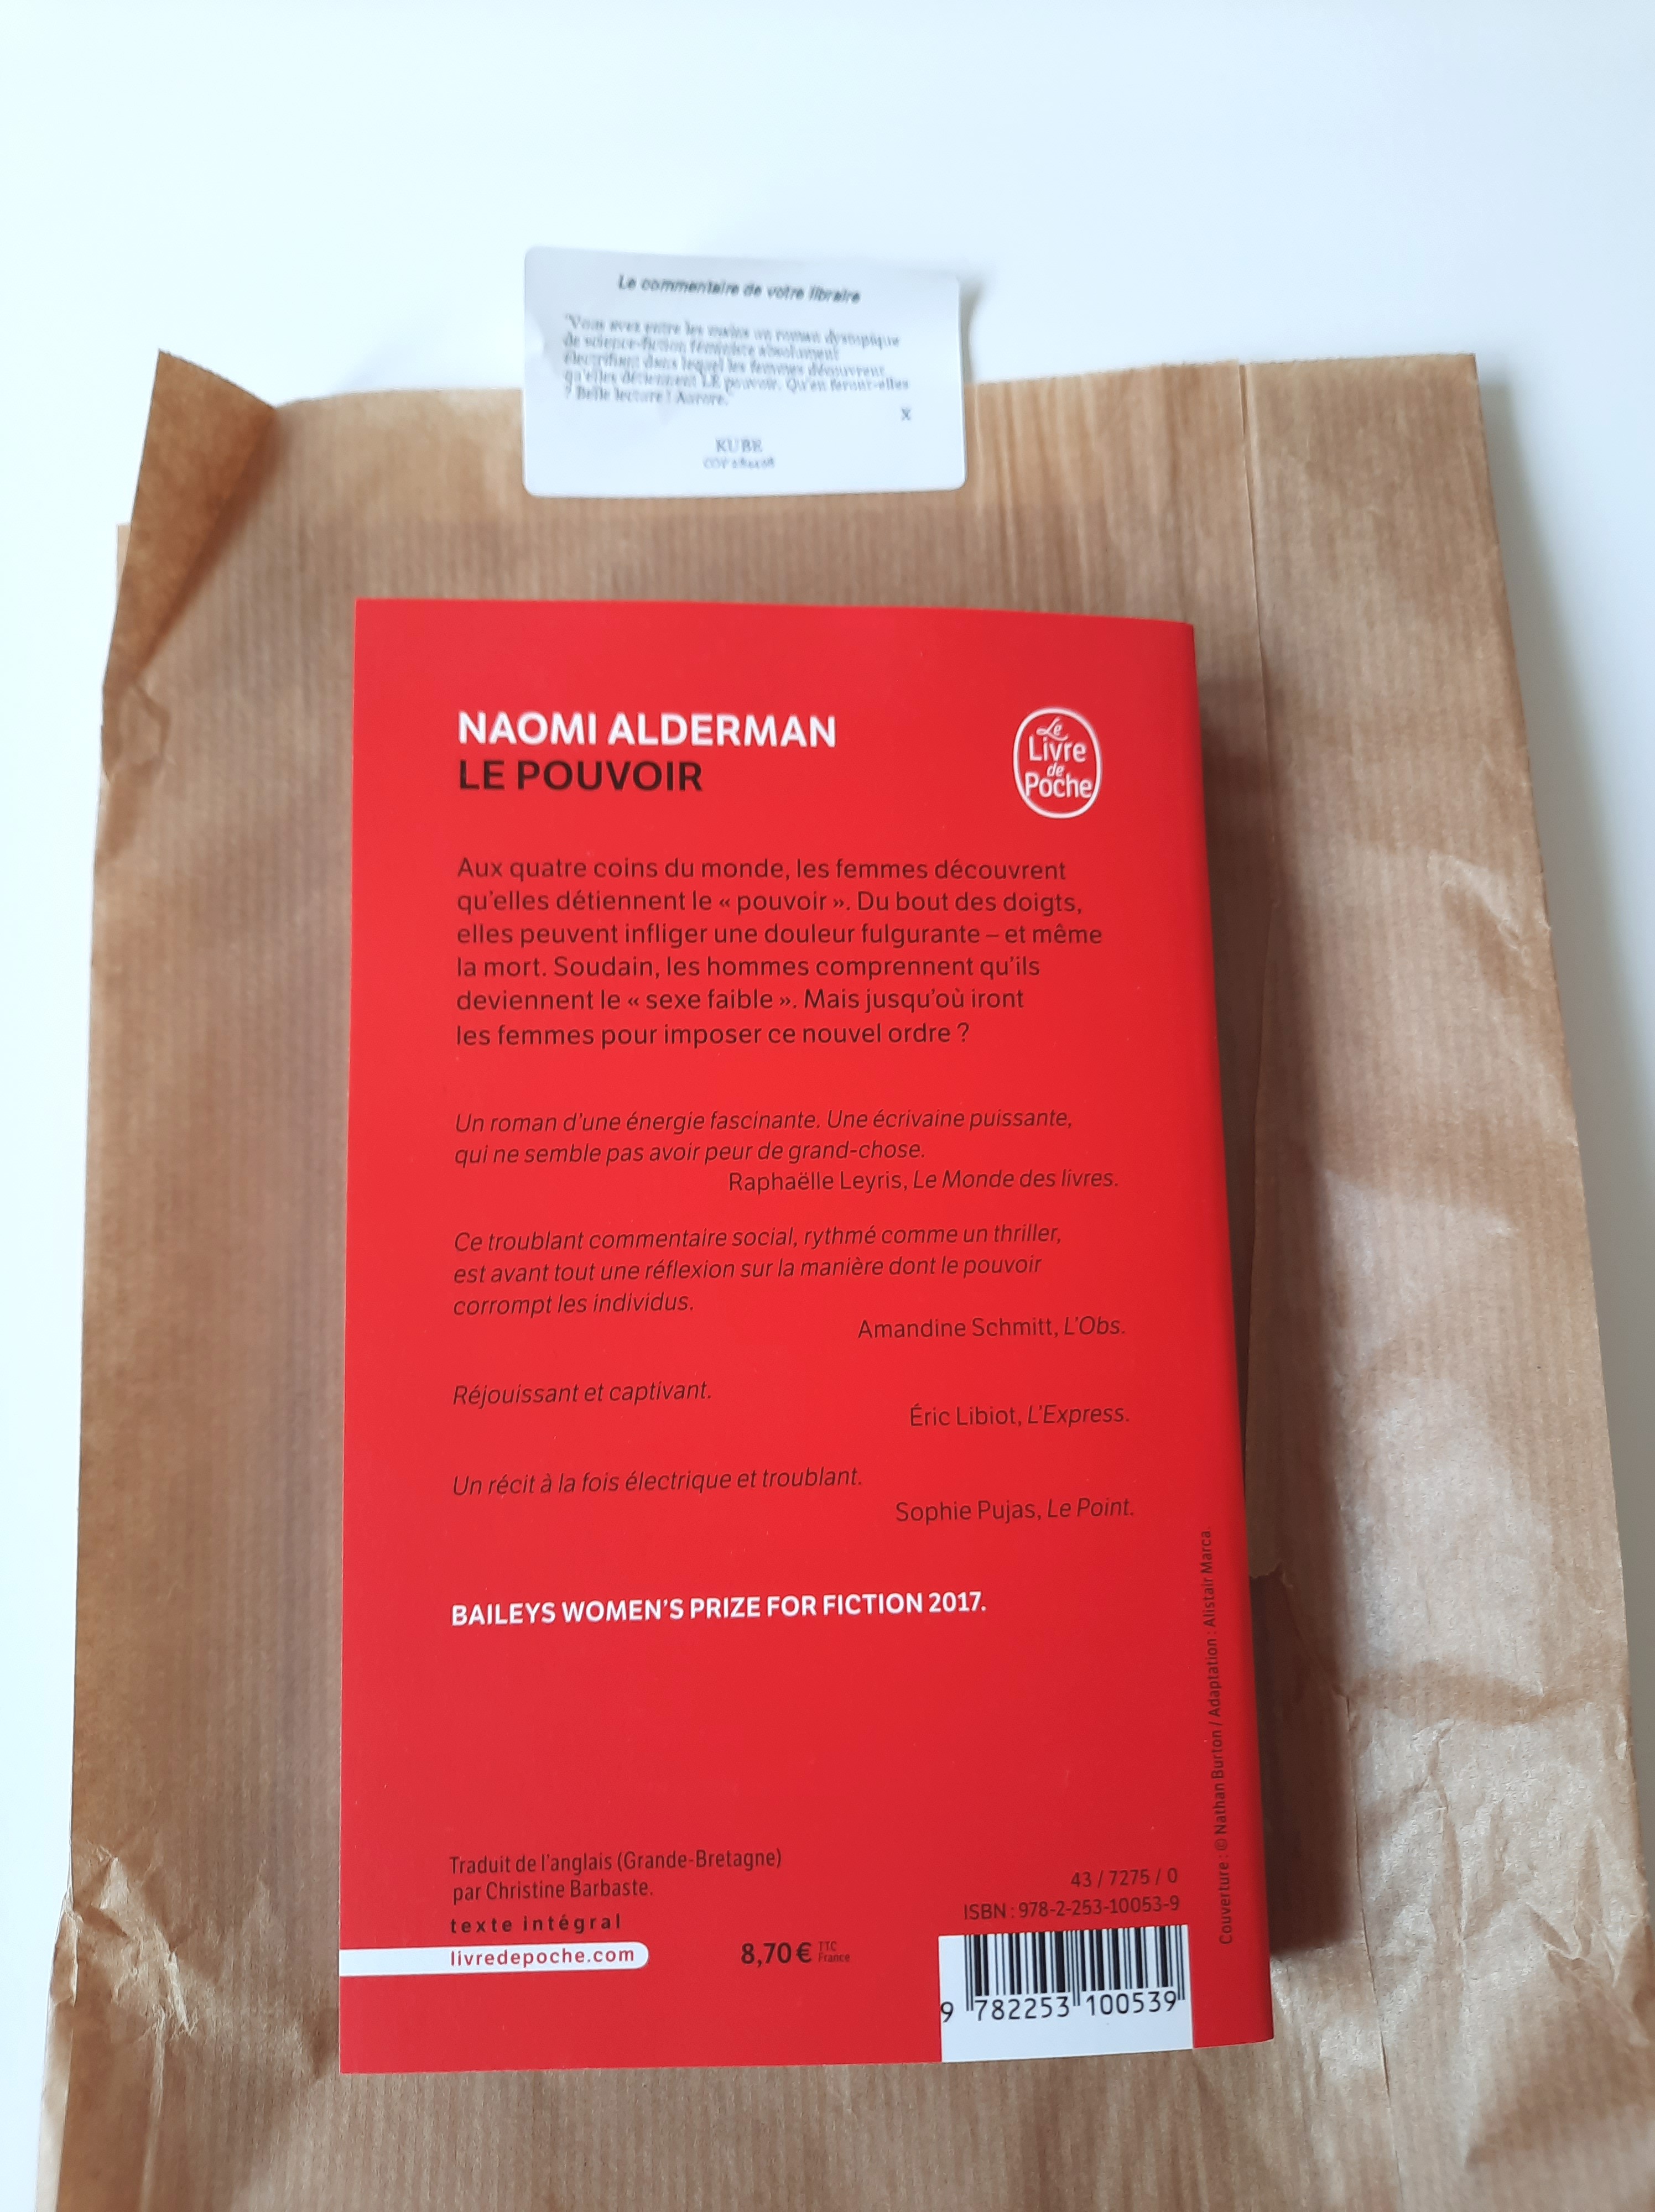 Le commentaire de votre libraire
"Vous avez entre les mains un roman dystopique
de science-fiction féministe absolument
électrifiant dans lequel les femmes découvrent
qu'elles détiennent LE pouvoir. Qu'en feront-elles
? Belle lecture ! Aurore."
X
KUBE
NAOMI ALDERMAN
LE POUVOIR
Le
Livre
de
Poche
Aux quatre coins du monde, les femmes découvrent
qu'elles détiennent le « pouvoir ». Du bout des doigts,
elles peuvent infliger une douleur fulgurante – et même
la mort. Soudain, les hommes comprennent qu'ils
deviennent le « sexe faible ». Mais jusqu'où iront
les femmes pour imposer ce nouvel ordre ?
Un roman d'une énergie fascinante. Une écrivaine puissante,
qui ne semble pas avoir peur de grand-chose.
Raphaëlle Leyris, Le Monde des livres.
Ce troublant commentaire social, rythmé comme un thriller,
est avant tout une réflexion sur la manière dont le pouvoir
corrompt les individus.
Amandine Schmitt, L'Obs.
Réjouissant et captivant.
Éric Libiot, L'Express.
Un récit à la fois électrique et troublant.
Sophie Pujas, Le Point.
BAILEYS WOMEN'S PRIZE FOR FICTION 2017.
Couverture : © Nathan Burton / Adaptation : Alistair Marca.
Traduit de l'anglais (Grande-Bretagne)
par Christine Barbaste.
texte intégral
livredepoche.com
8,70 € TTC
France
43 / 7275 / 0
ISBN : 978-2-253-10053-9
9 782253 100539